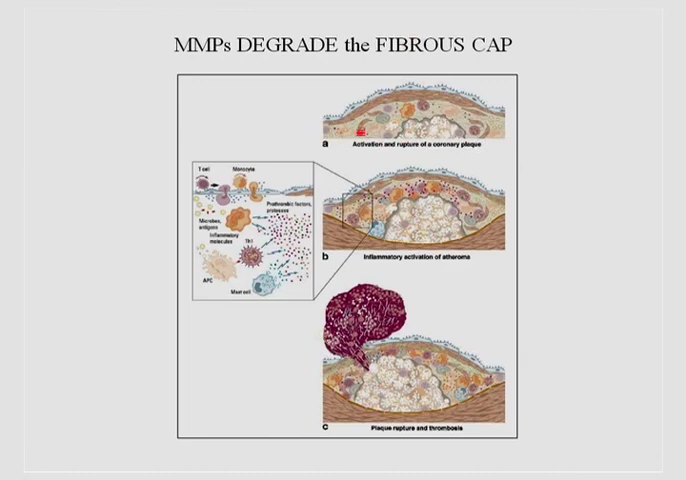 MMPs DEGRADE the FIBROUS CAP
a Activation and rupture of a coronary plaque
T cell
Monocyte
Prothrombic factors,
proteases
Microbes,
antigens
Inflammatory
molecules
Th1
APC
Mast cell
b Inflammatory activation of atheroma
c Plaque rupture and thrombosis